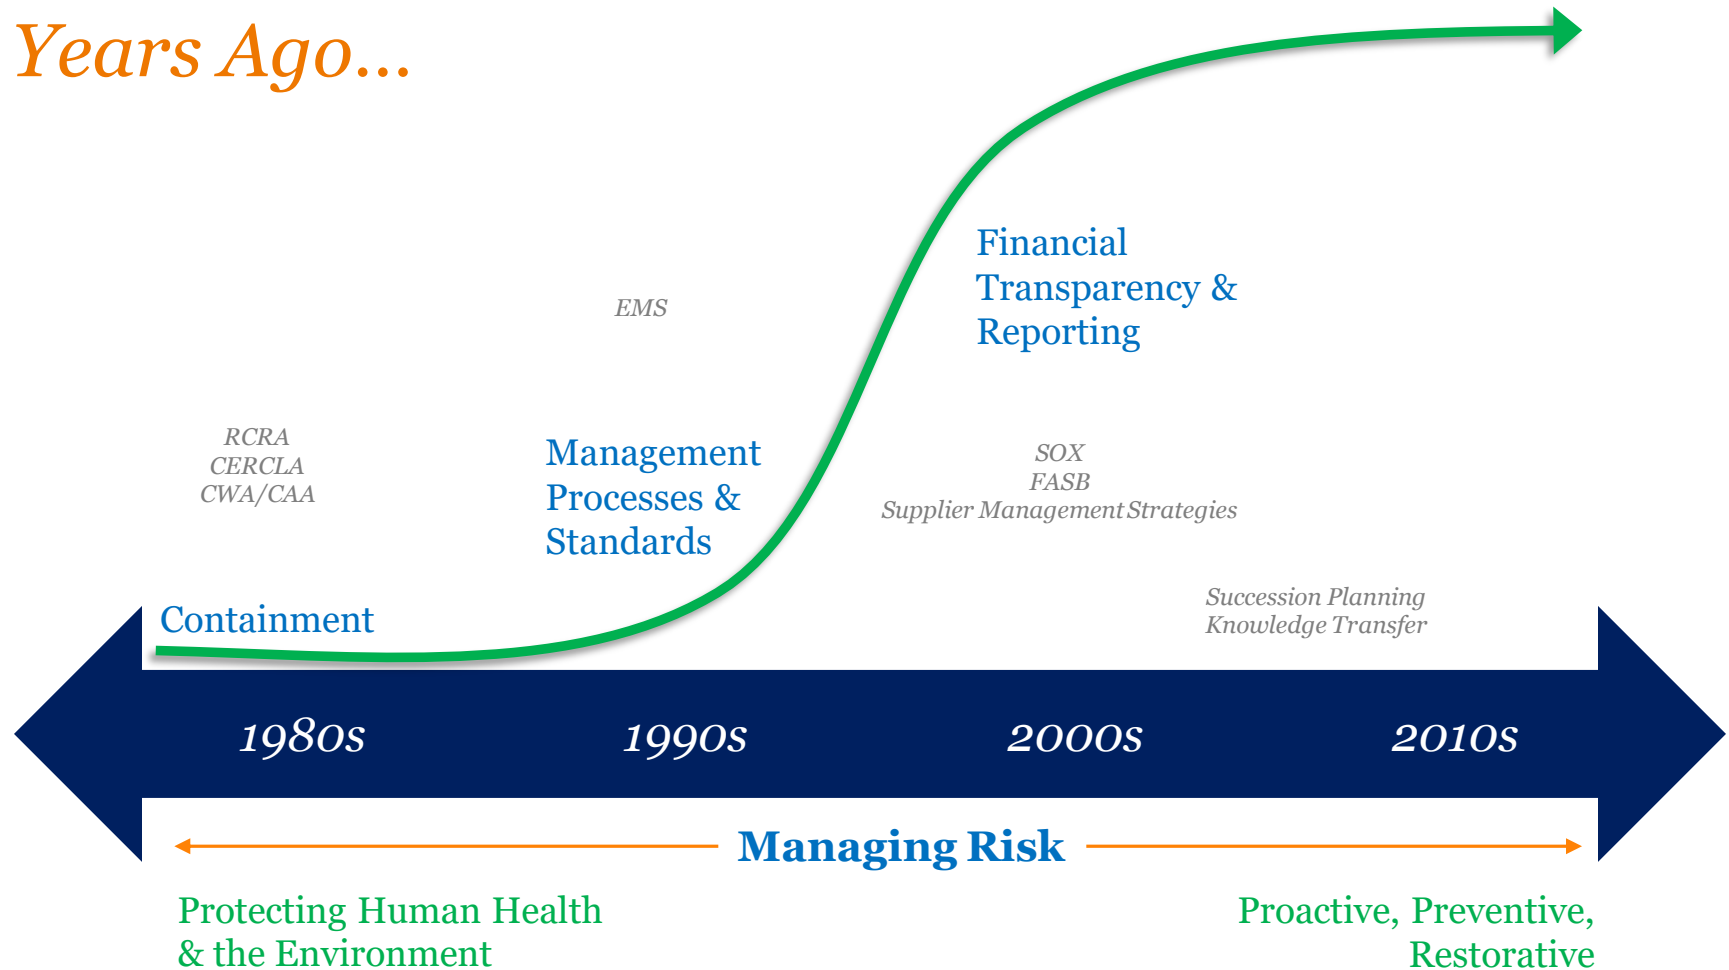 Years Ago...
Financial
Transparency &
Reporting
EMS
RCRA
CERCLA
CWA/CAA
Management
Processes &
Standards
SOX
FASB
Supplier Management Strategies
Succession Planning
Knowledge Transfer
Containment
1980s
1990s
2000s
2010s
Managing Risk
Protecting Human Health
& the Environment
Proactive, Preventive,
Restorative